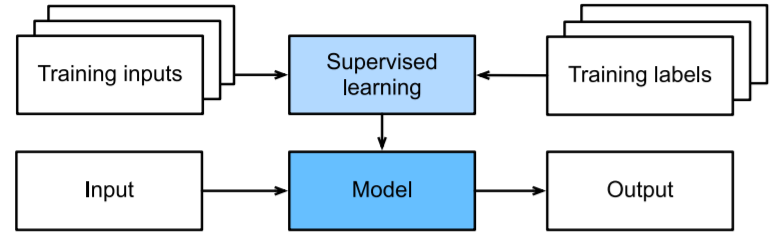 Training inputs
Supervised
learning
Training labels
Input
Model
Output